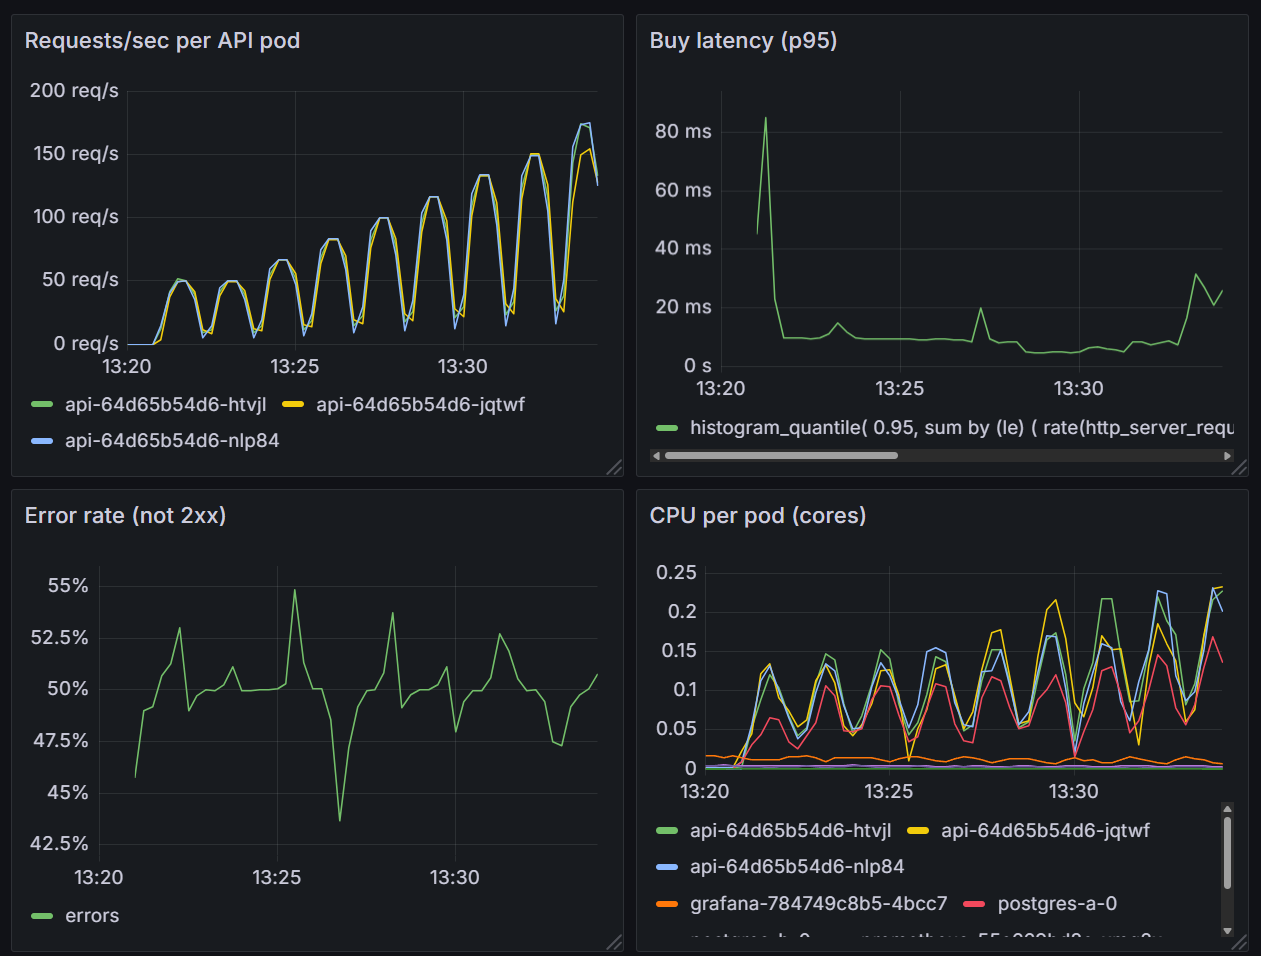 Requests/sec per API pod
200 req/s
150 req/s
100 req/s
50 req/s
0 req/s
13:20 13:25 13:30
api-64d65b54d6-htvjl api-64d65b54d6-jqtwf
api-64d65b54d6-nlp84
Buy latency (p95)
80 ms
60 ms
40 ms
20 ms
0 s
13:20 13:25 13:30
histogram_quantile( 0.95, sum by (le) ( rate(http_server_requ
Error rate (not 2xx)
55%
52.5%
50%
47.5%
45%
42.5%
13:20 13:25 13:30
errors
CPU per pod (cores)
0.25
0.2
0.15
0.1
0.05
0
13:20 13:25 13:30
api-64d65b54d6-htvjl api-64d65b54d6-jqtwf
api-64d65b54d6-nlp84
grafana-784749c8b5-4bcc7 postgres-a-0